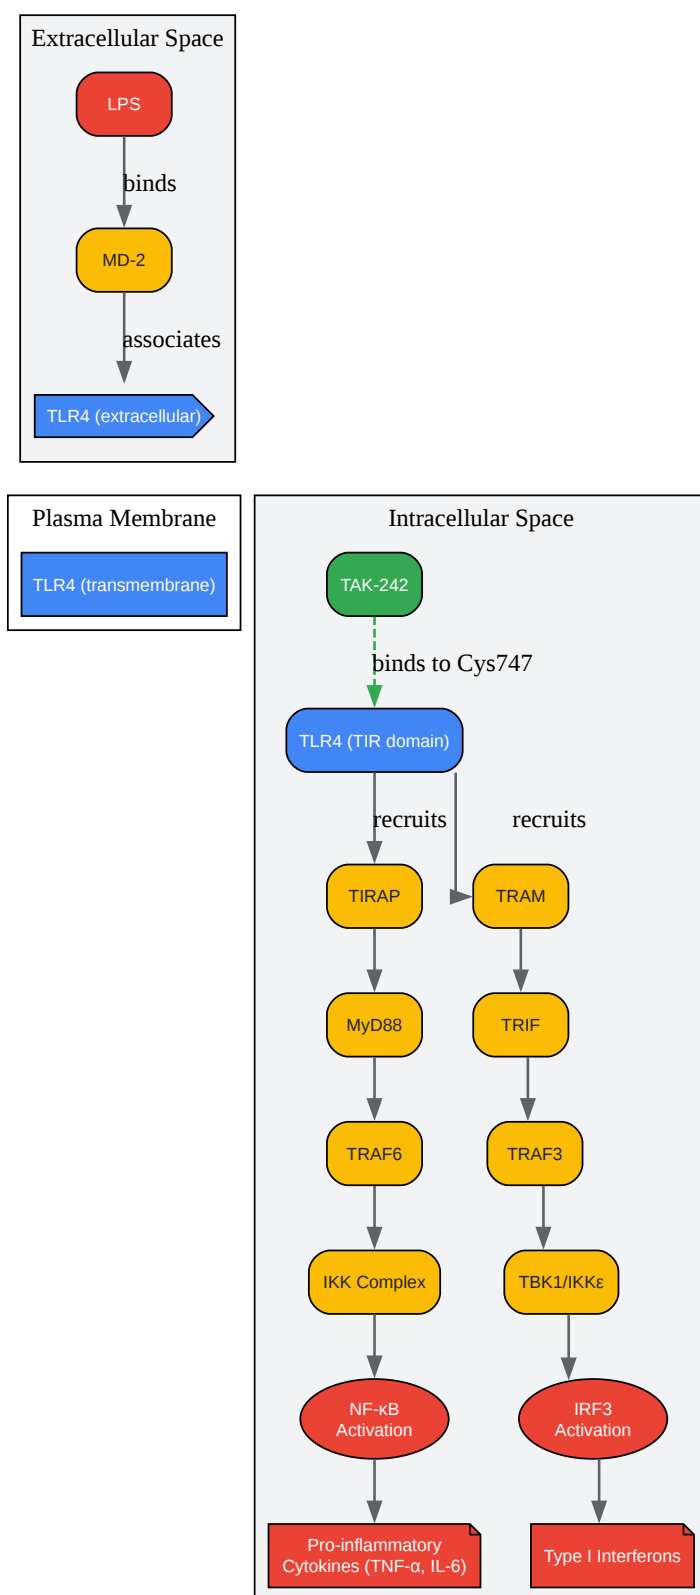 Extracellular Space
LPS
binds
MD-2
associates
TLR4 (extracellular)
Plasma Membrane
TLR4 (transmembrane)
Intracellular Space
TAK-242
binds to Cys747
TLR4 (TIR domain)
recruits
recruits
TIRAP
TRAM
MyD88
TRIF
TRAF6
TRAF3
IKK Complex
TBK1/IKKε
NF-κB
Activation
IRF3
Activation
Pro-inflammatory
Cytokines (TNF-α, IL-6)
Type I Interferons